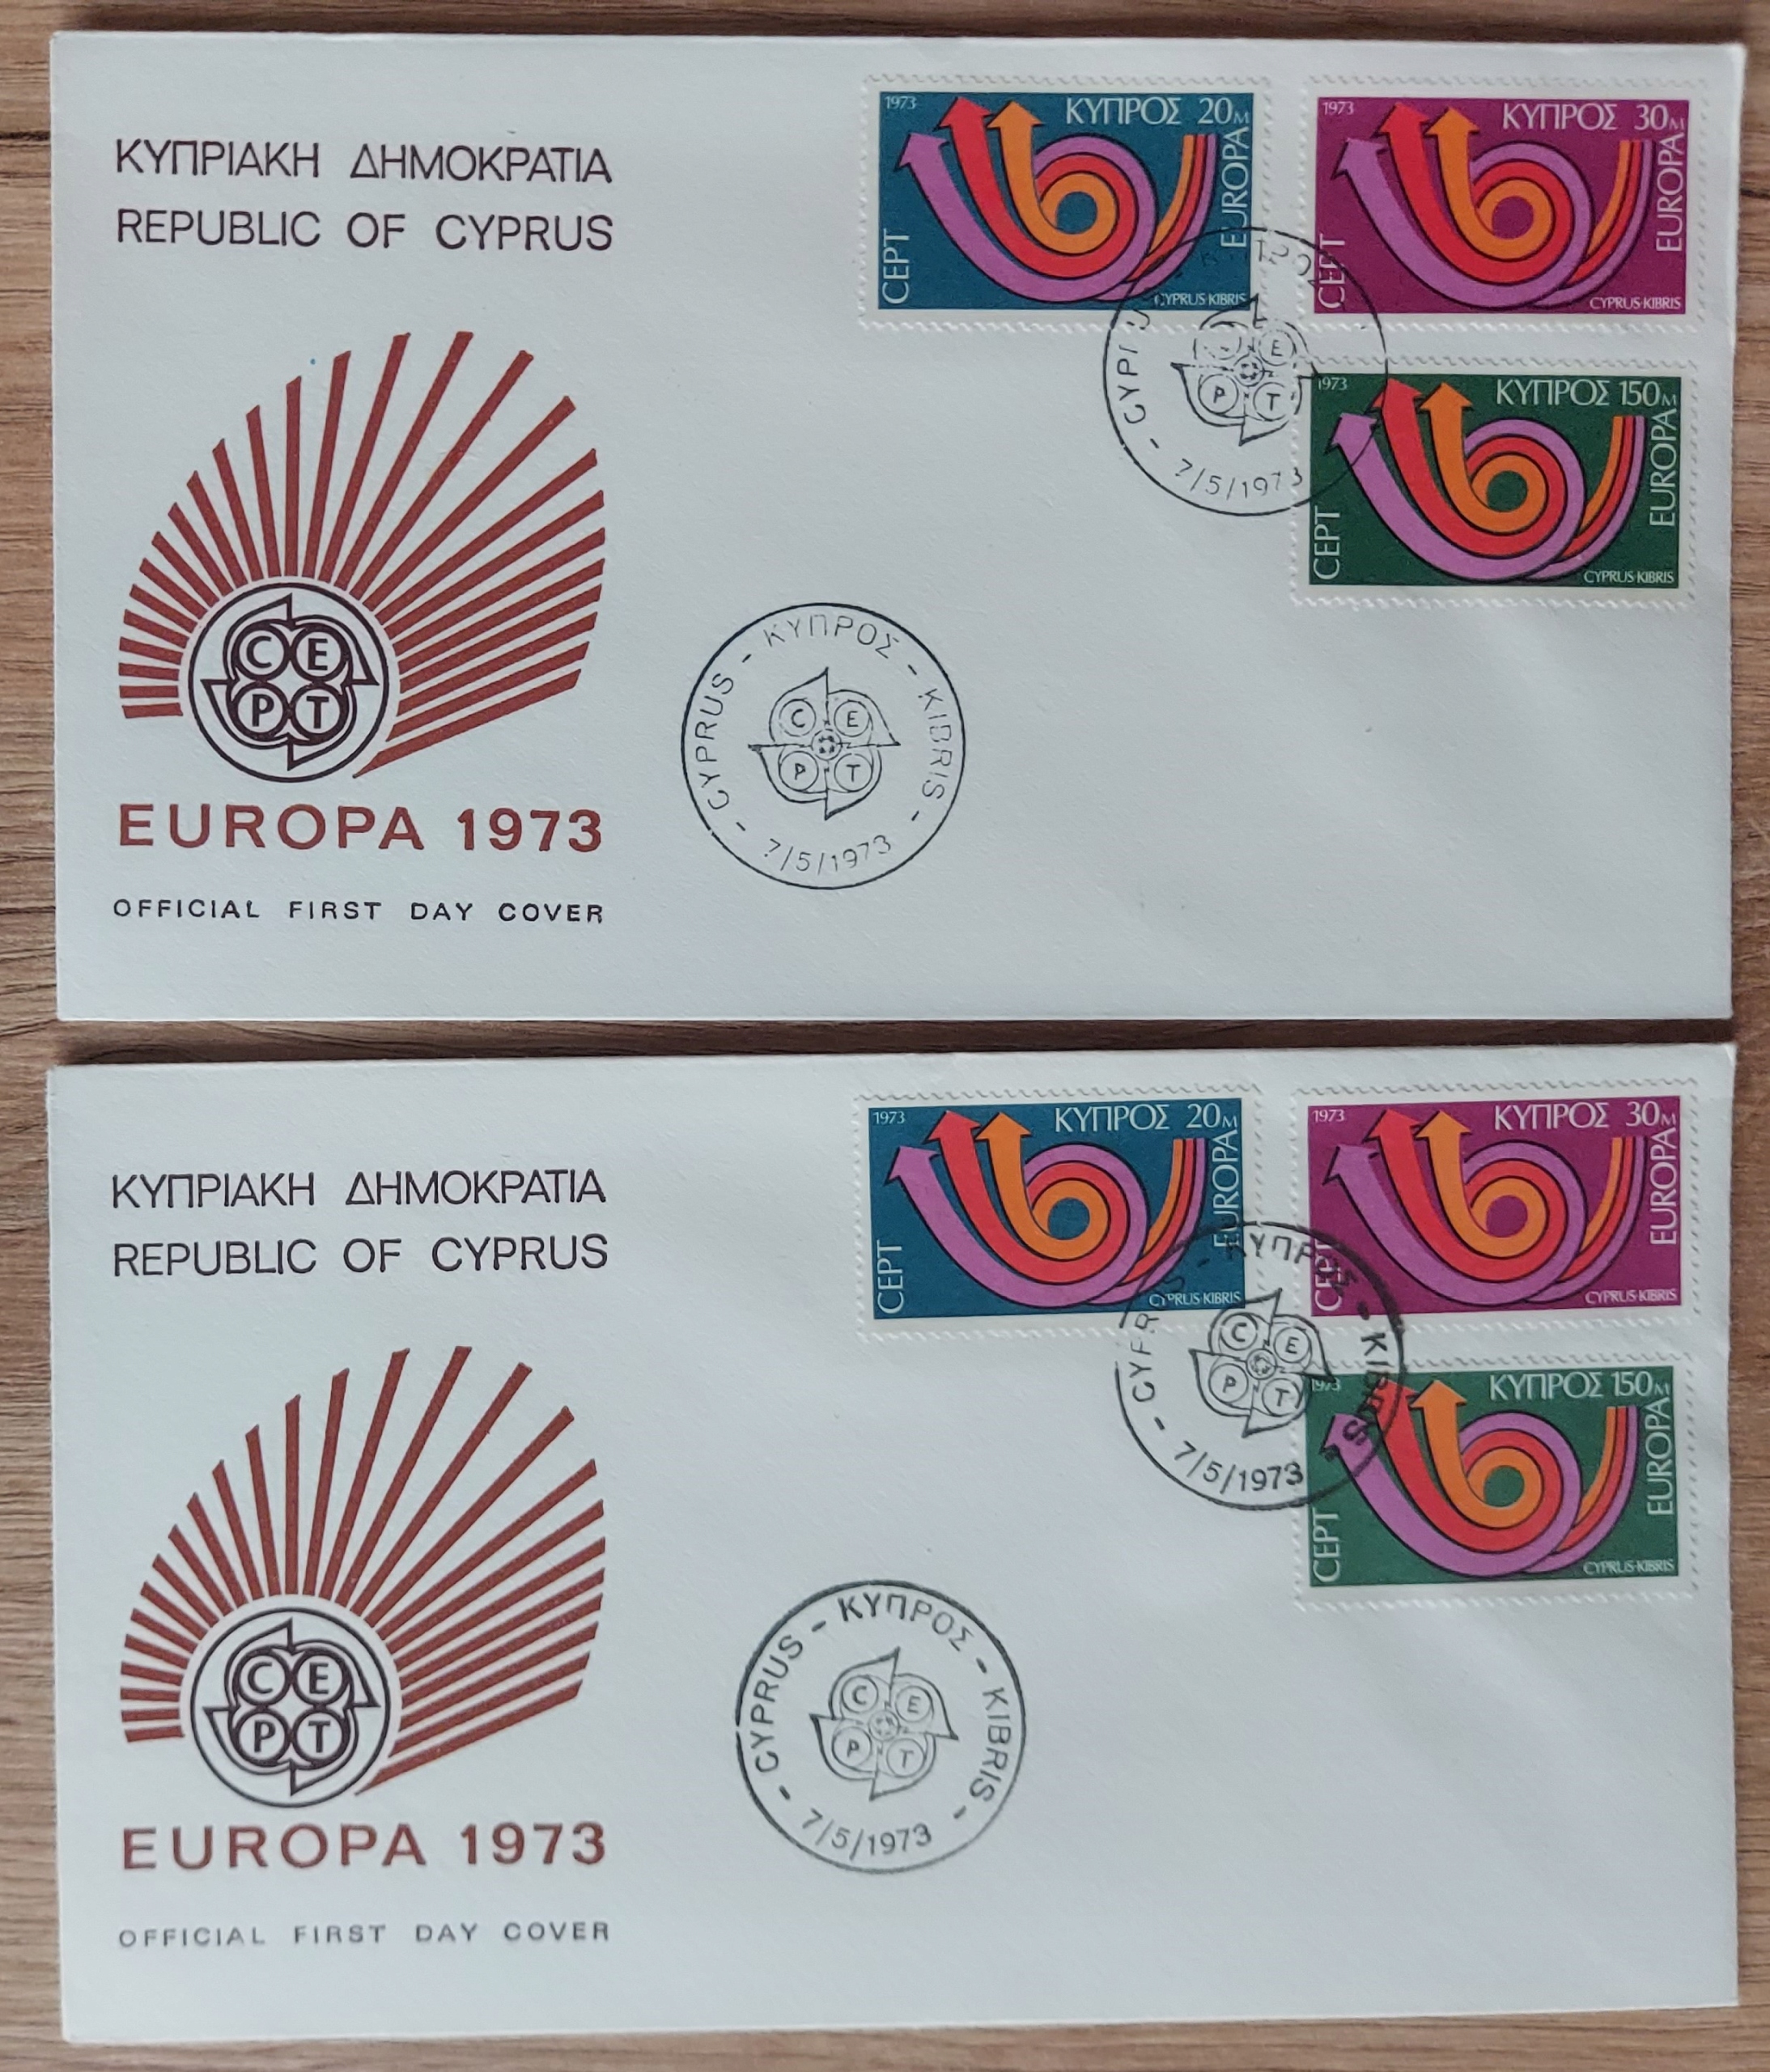 ΚΥΠΡΙΑΚΗ ΔΗΜΟΚΡΑΤΙΑ
REPUBLIC OF CYPRUS
C E
P T
EUROPA 1973
OFFICIAL FIRST DAY COVER
1973 ΚΥΠΡΟΣ 20M
EUROPA
CEPT
CYPRUS·KIBRIS
1973 ΚΥΠΡΟΣ 30M
EUROPA
CEPT
CYPRUS·KIBRIS
E
P T
7/5/1973
1973 ΚΥΠΡΟΣ 150M
EUROPA
CEPT
CYPRUS·KIBRIS
- CYPRUS - ΚΥΠΡΟΣ - KIBRIS -
C E
P T
7/5/1973
ΚΥΠΡΙΑΚΗ ΔΗΜΟΚΡΑΤΙΑ
REPUBLIC OF CYPRUS
C E
P T
EUROPA 1973
OFFICIAL FIRST DAY COVER
1973 ΚΥΠΡΟΣ 20M
EUROPA
CEPT
CYPRUS·KIBRIS
1973 ΚΥΠΡΟΣ 30M
EUROPA
CEPT
CYPRUS·KIBRIS
- CYPRUS - ΚΥΠΡΟΣ - KIBRIS
C E
P T
7/5/1973
1973 ΚΥΠΡΟΣ 150M
EUROPA
CEPT
CYPRUS·KIBRIS
- CYPRUS - ΚΥΠΡΟΣ - KIBRIS -
C E
P T
7/5/1973